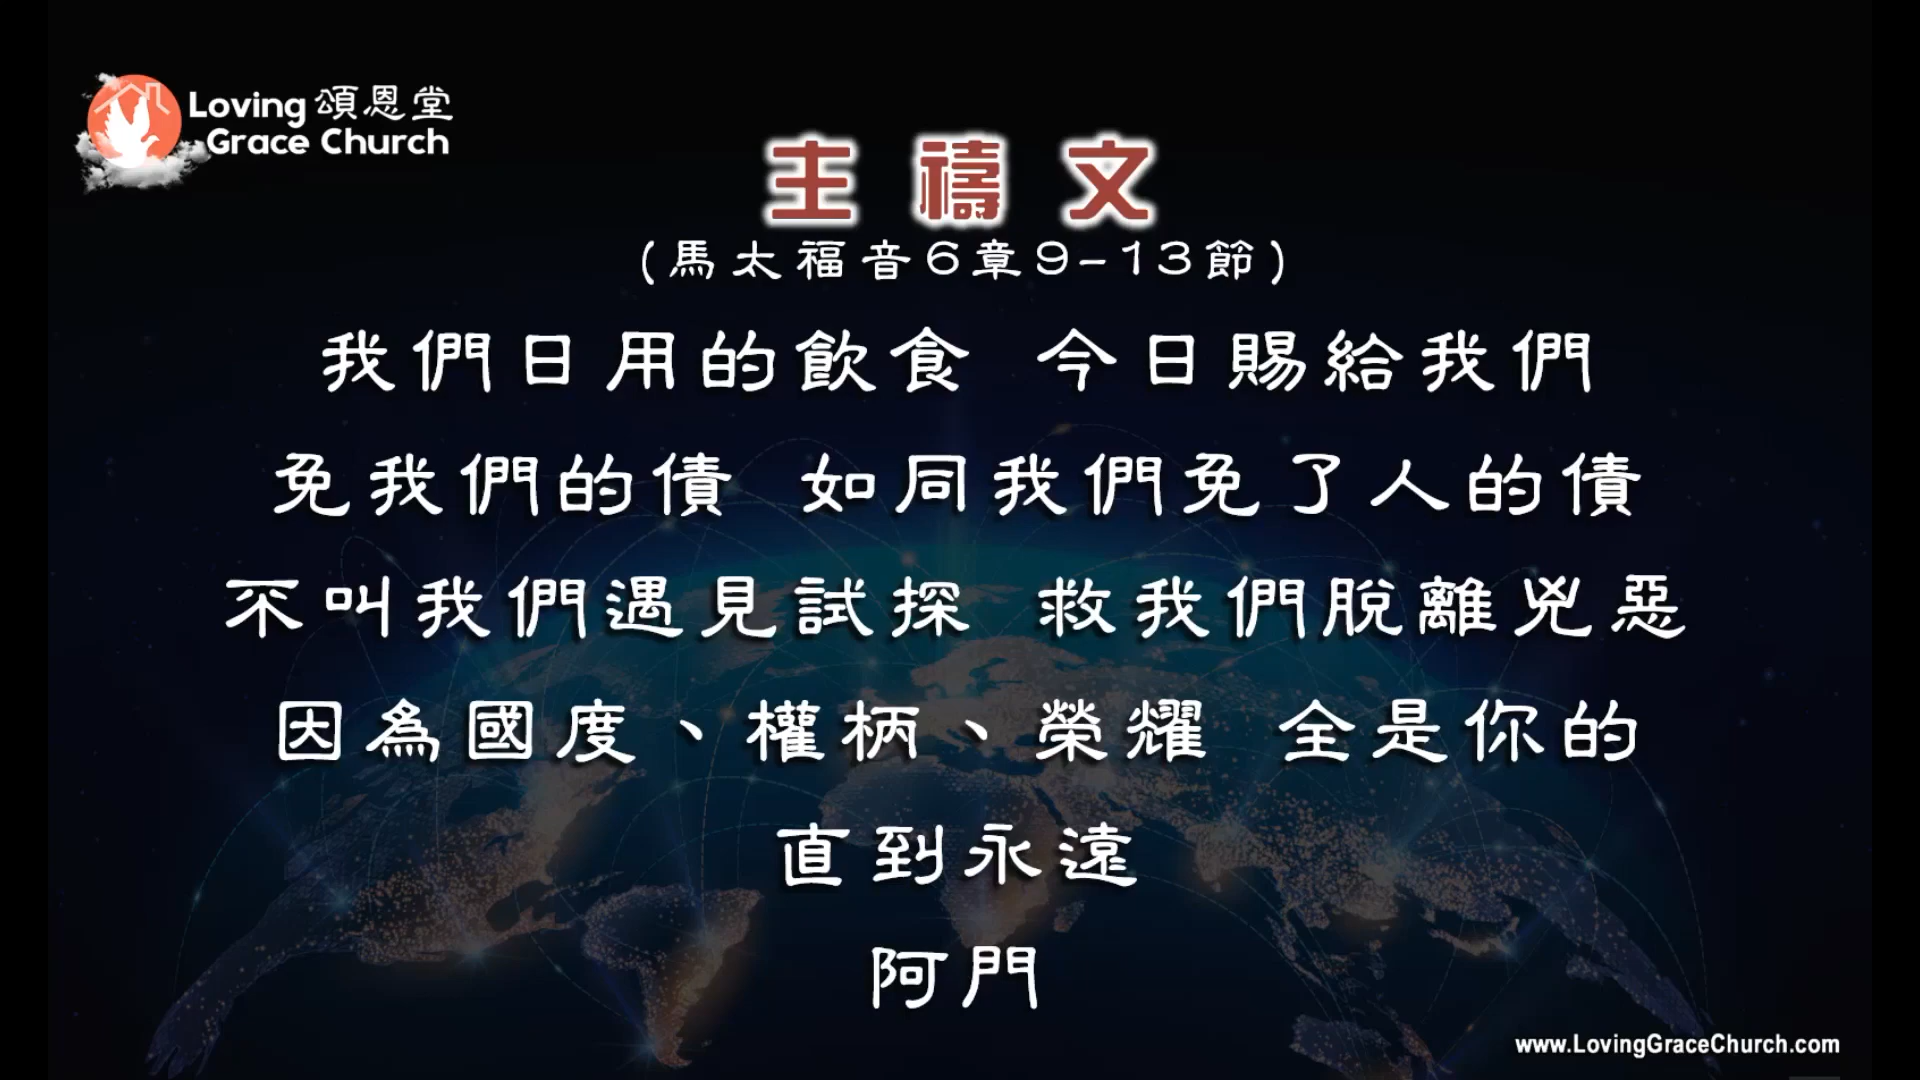 Loving 頌恩堂
Grace Church
主禱文
(馬太福音6章9-13節)
我們日用的飲食 今日賜給我們
免我們的債 如同我們免了人的債
不叫我們遇見試探 救我們脫離兇惡
因為國度、權柄、榮耀 全是你的
直到永遠
阿門
www.LovingGraceChurch.com